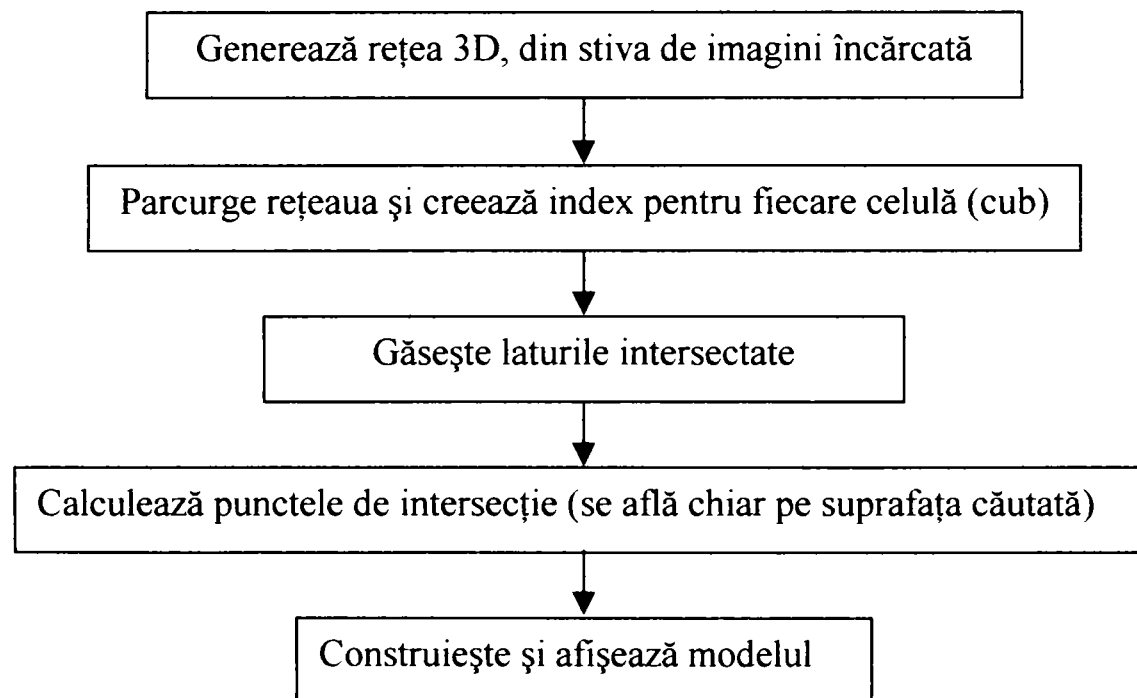 Generează rețea 3D, din stiva de imagini încărcată
Parcurge rețeaua şi creează index pentru fiecare celulă (cub)
Găseşte laturile intersectate
Calculează punctele de intersecție (se află chiar pe suprafața căutată)
Construieşte şi afişează modelul